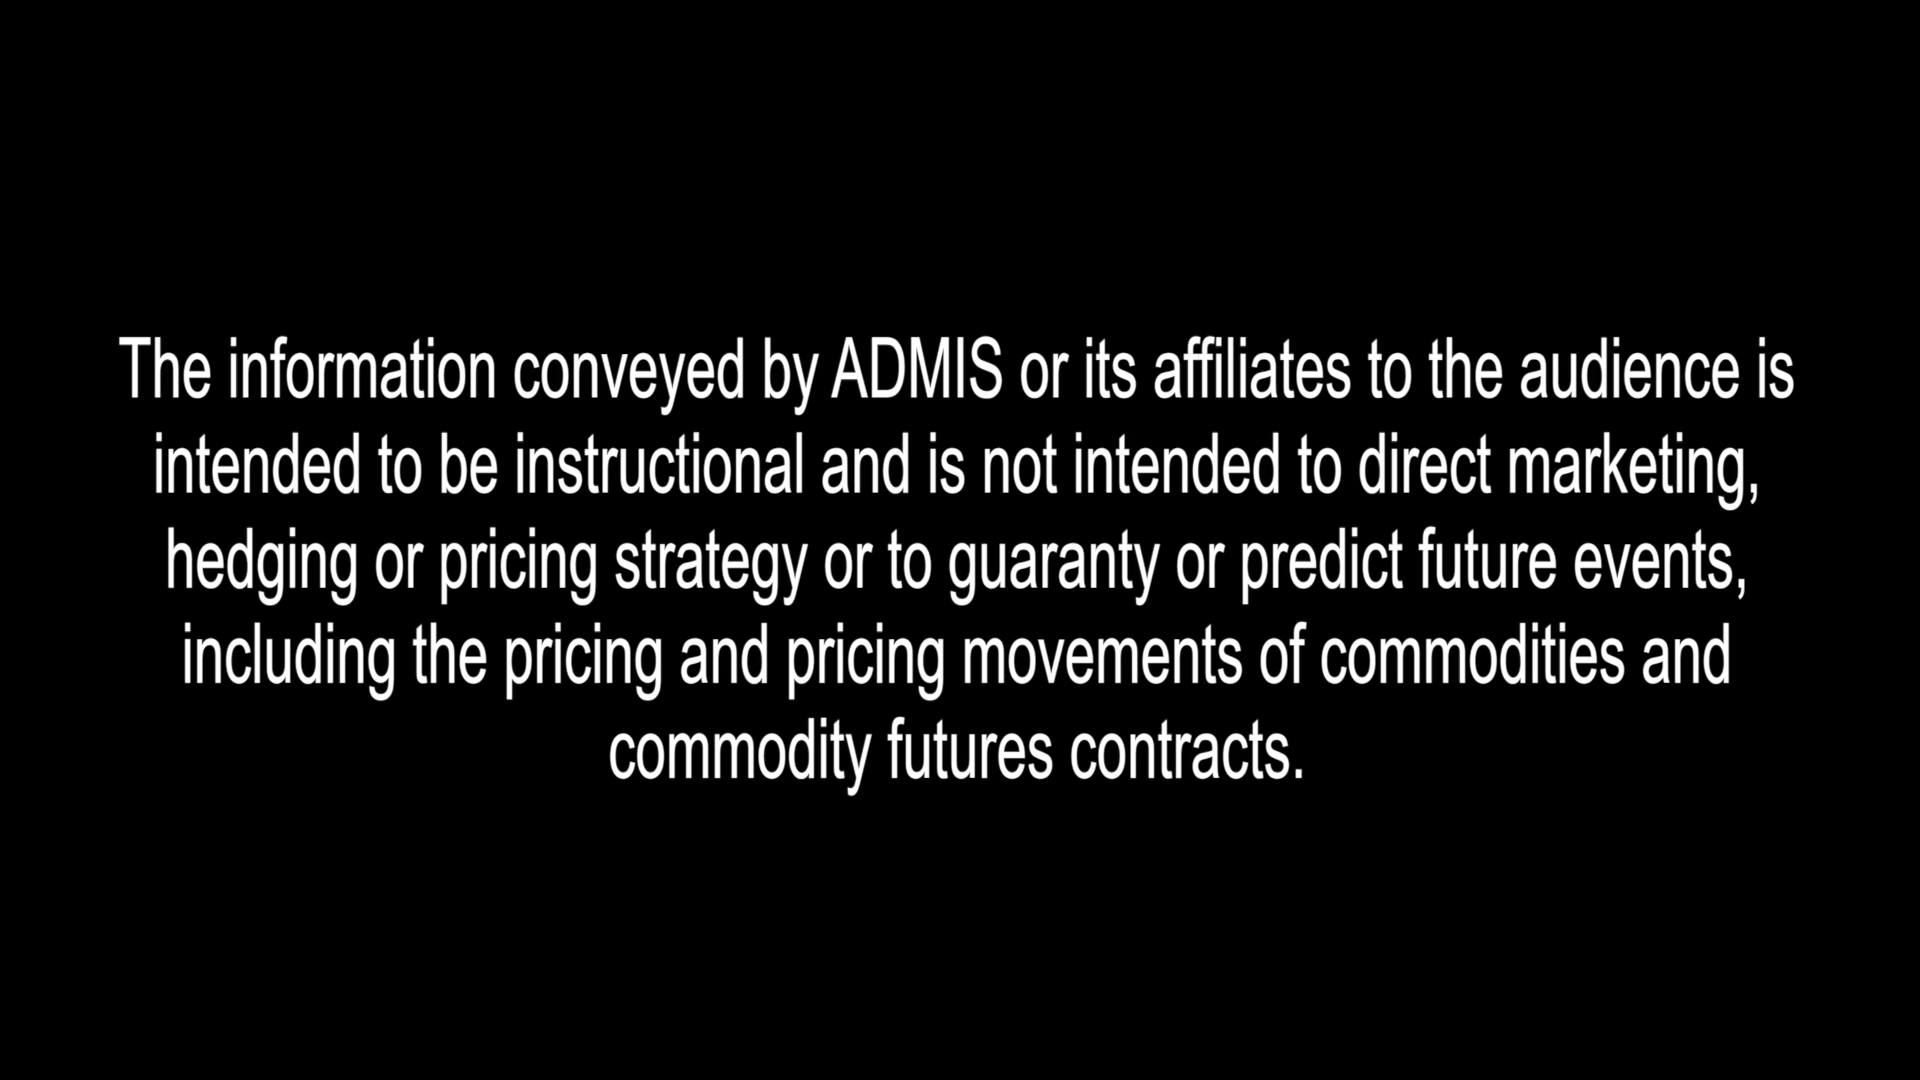 The information conveyed by ADMIS or its affiliates to the audience is
intended to be instructional and is not intended to direct marketing,
hedging or pricing strategy or to guaranty or predict future events,
including the pricing and pricing movements of commodities and
commodity futures contracts.